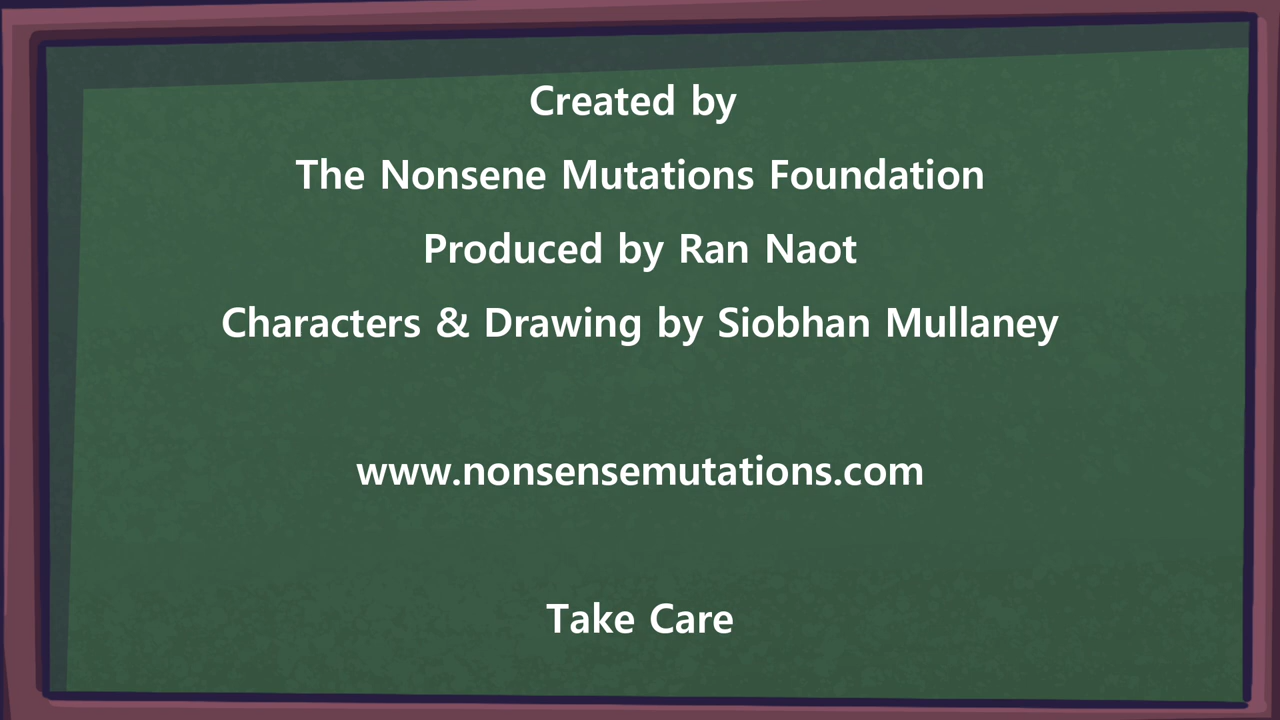 Created by
The Nonsene Mutations Foundation
Produced by Ran Naot
Characters & Drawing by Siobhan Mullaney
www.nonsensemutations.com
Take Care